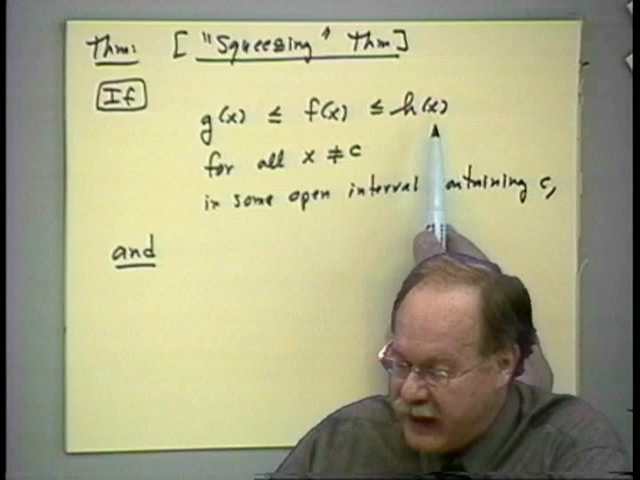 Thm: [ "Squeezing" Thm ]
If
g(x) ≤ f(x) ≤ h(x)
for all x ≠ c
in some open interval containing c,
and